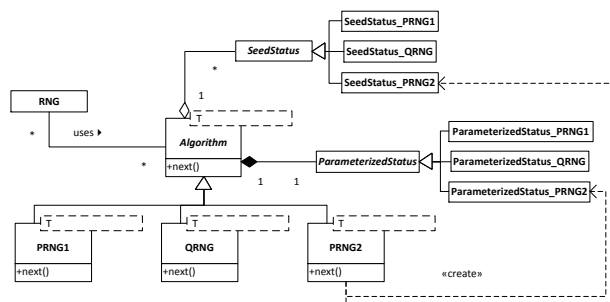 SeedStatus_PRNG1
SeedStatus
SeedStatus_QRNG
*
SeedStatus_PRNG2
1
RNG
T
*
uses
Algorithm
*
+next()
ParameterizedStatus_PRNG1
ParameterizedStatus
ParameterizedStatus_QRNG
1
1
ParameterizedStatus_PRNG2
T
T
T
PRNG1
QRNG
PRNG2
+next()
+next()
+next()
«create»